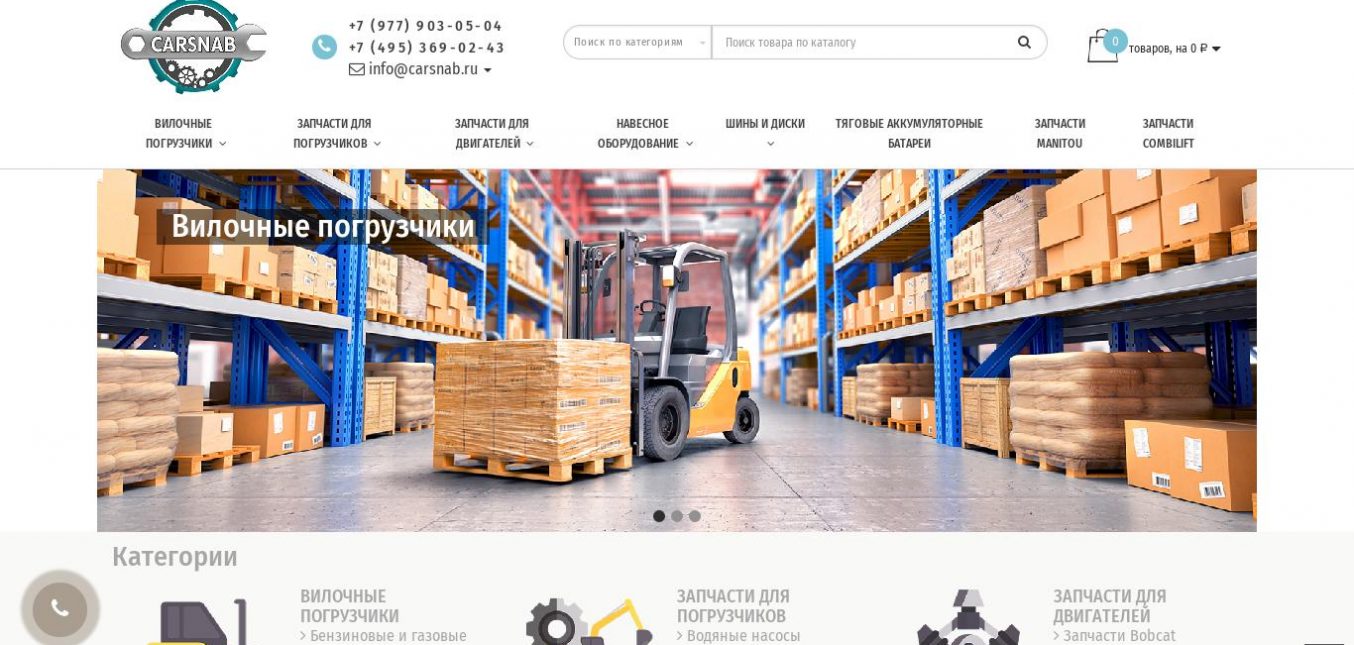 CARSNAB
+7 (977) 903-05-04
+7 (495) 369-02-43
info@carsnab.ru
Поиск по категориям
Поиск товара по каталогу
0
товаров, на 0 ₽
ВИЛОЧНЫЕ
ПОГРУЗЧИКИ
ЗАПЧАСТИ ДЛЯ
ПОГРУЗЧИКОВ
ЗАПЧАСТИ ДЛЯ
ДВИГАТЕЛЕЙ
НАВЕСНОЕ
ОБОРУДОВАНИЕ
ШИНЫ И ДИСКИ
ТЯГОВЫЕ АККУМУЛЯТОРНЫЕ
БАТАРЕИ
ЗАПЧАСТИ
MANITOU
ЗАПЧАСТИ
COMBILIFT
Вилочные погрузчики
Категории
ВИЛОЧНЫЕ
ПОГРУЗЧИКИ
> Бензиновые и газовые
ЗАПЧАСТИ ДЛЯ
ПОГРУЗЧИКОВ
> Водяные насосы
ЗАПЧАСТИ ДЛЯ
ДВИГАТЕЛЕЙ
> Запчасти Bobcat